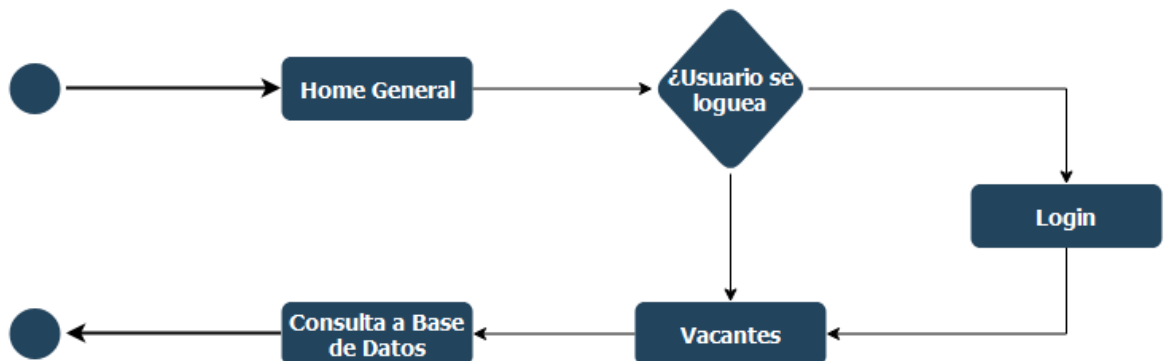 Home General
¿Usuario se
loguea
Login
Consulta a Base
de Datos
Vacantes